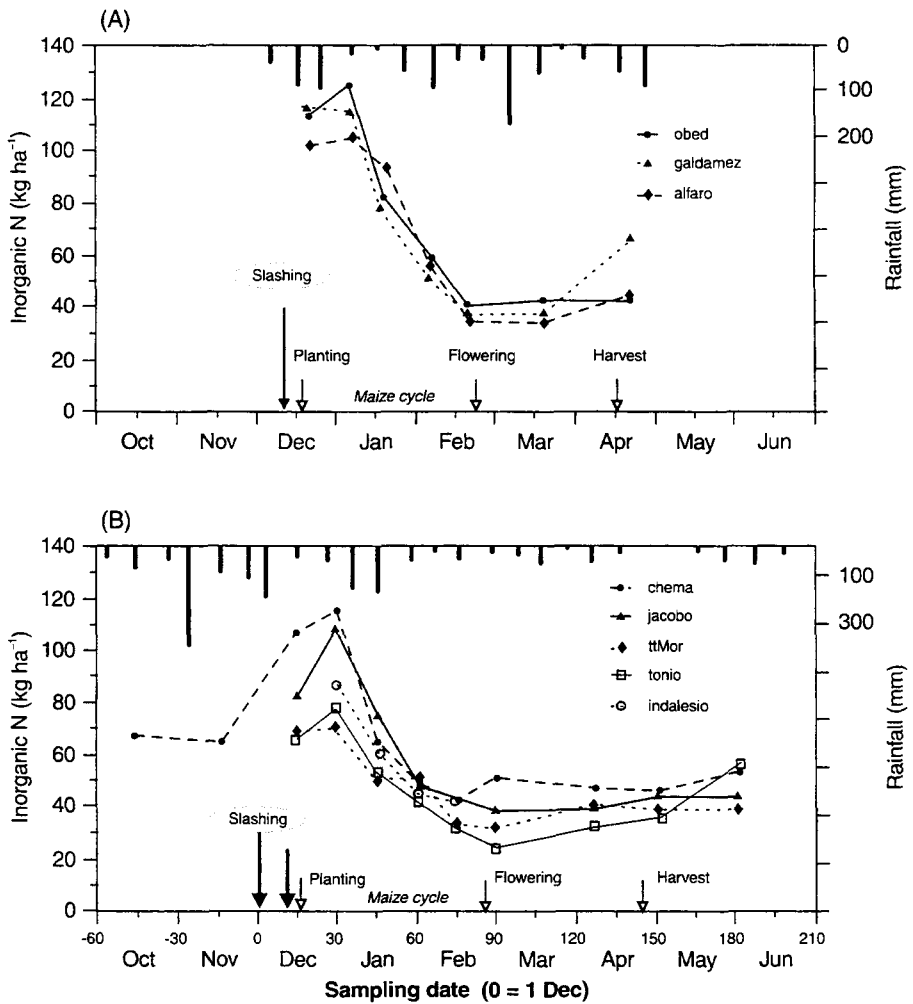 (A)
140
120
100
80
60
40
20
0
Inorganic N (kg ha⁻¹)
0
100
200
Rainfall (mm)
obed
galdamez
alfaro
Slashing
Planting
Flowering
Harvest
Maize cycle
Oct Nov Dec Jan Feb Mar Apr May Jun
(B)
140
120
100
80
60
40
20
0
Inorganic N (kg ha⁻¹)
100
300
Rainfall (mm)
chema
jacobo
ttMor
tonio
indalesio
Slashing
Planting
Flowering
Harvest
Maize cycle
-60 -30 0 30 60 90 120 150 180 210
Oct Nov Dec Jan Feb Mar Apr May Jun
Sampling date (0 = 1 Dec)